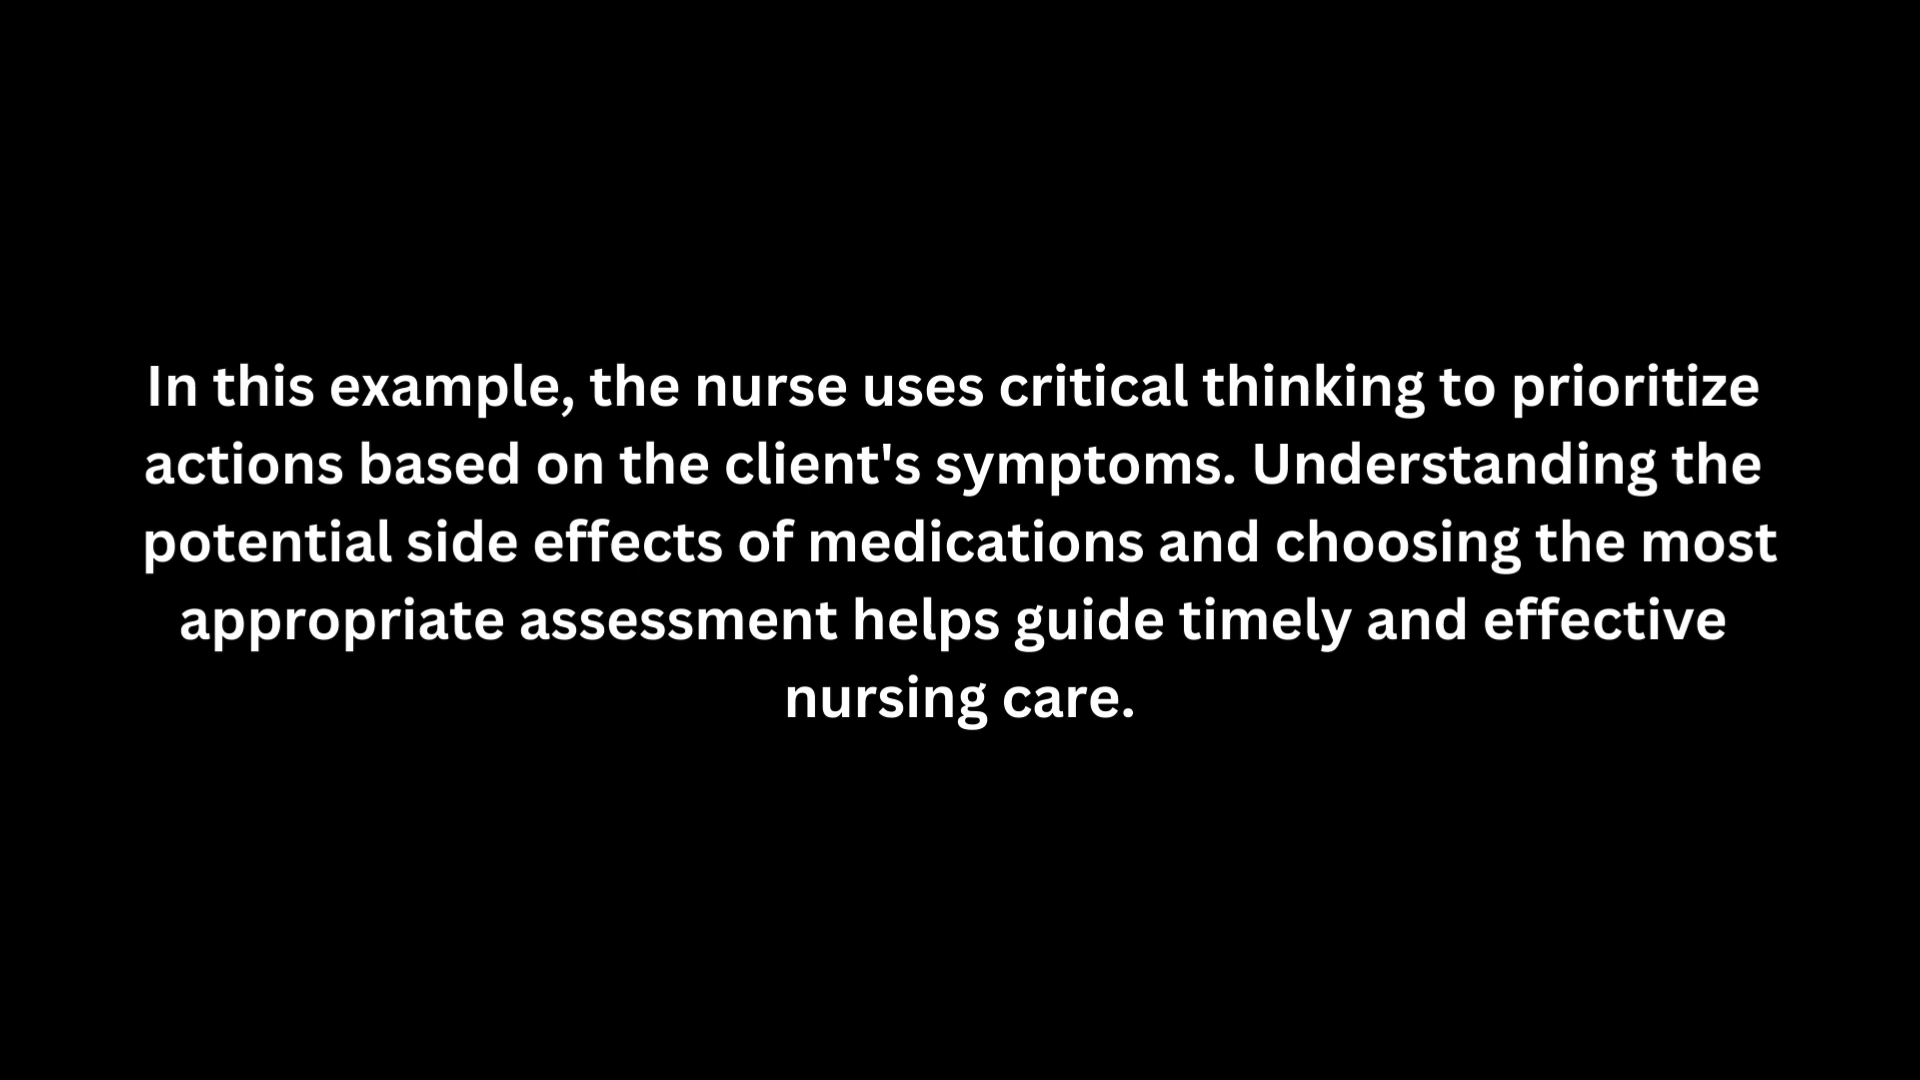 In this example, the nurse uses critical thinking to prioritize
actions based on the client's symptoms. Understanding the
potential side effects of medications and choosing the most
appropriate assessment helps guide timely and effective
nursing care.